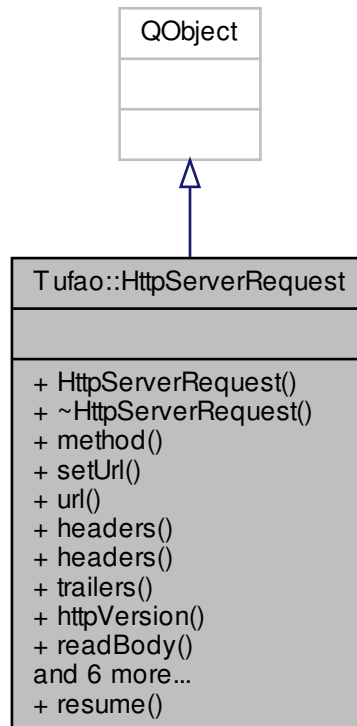 QObject
Tufao::HttpServerRequest
+ HttpServerRequest()
+ ~HttpServerRequest()
+ method()
+ setUrl()
+ url()
+ headers()
+ headers()
+ trailers()
+ httpVersion()
+ readBody()
and 6 more...
+ resume()